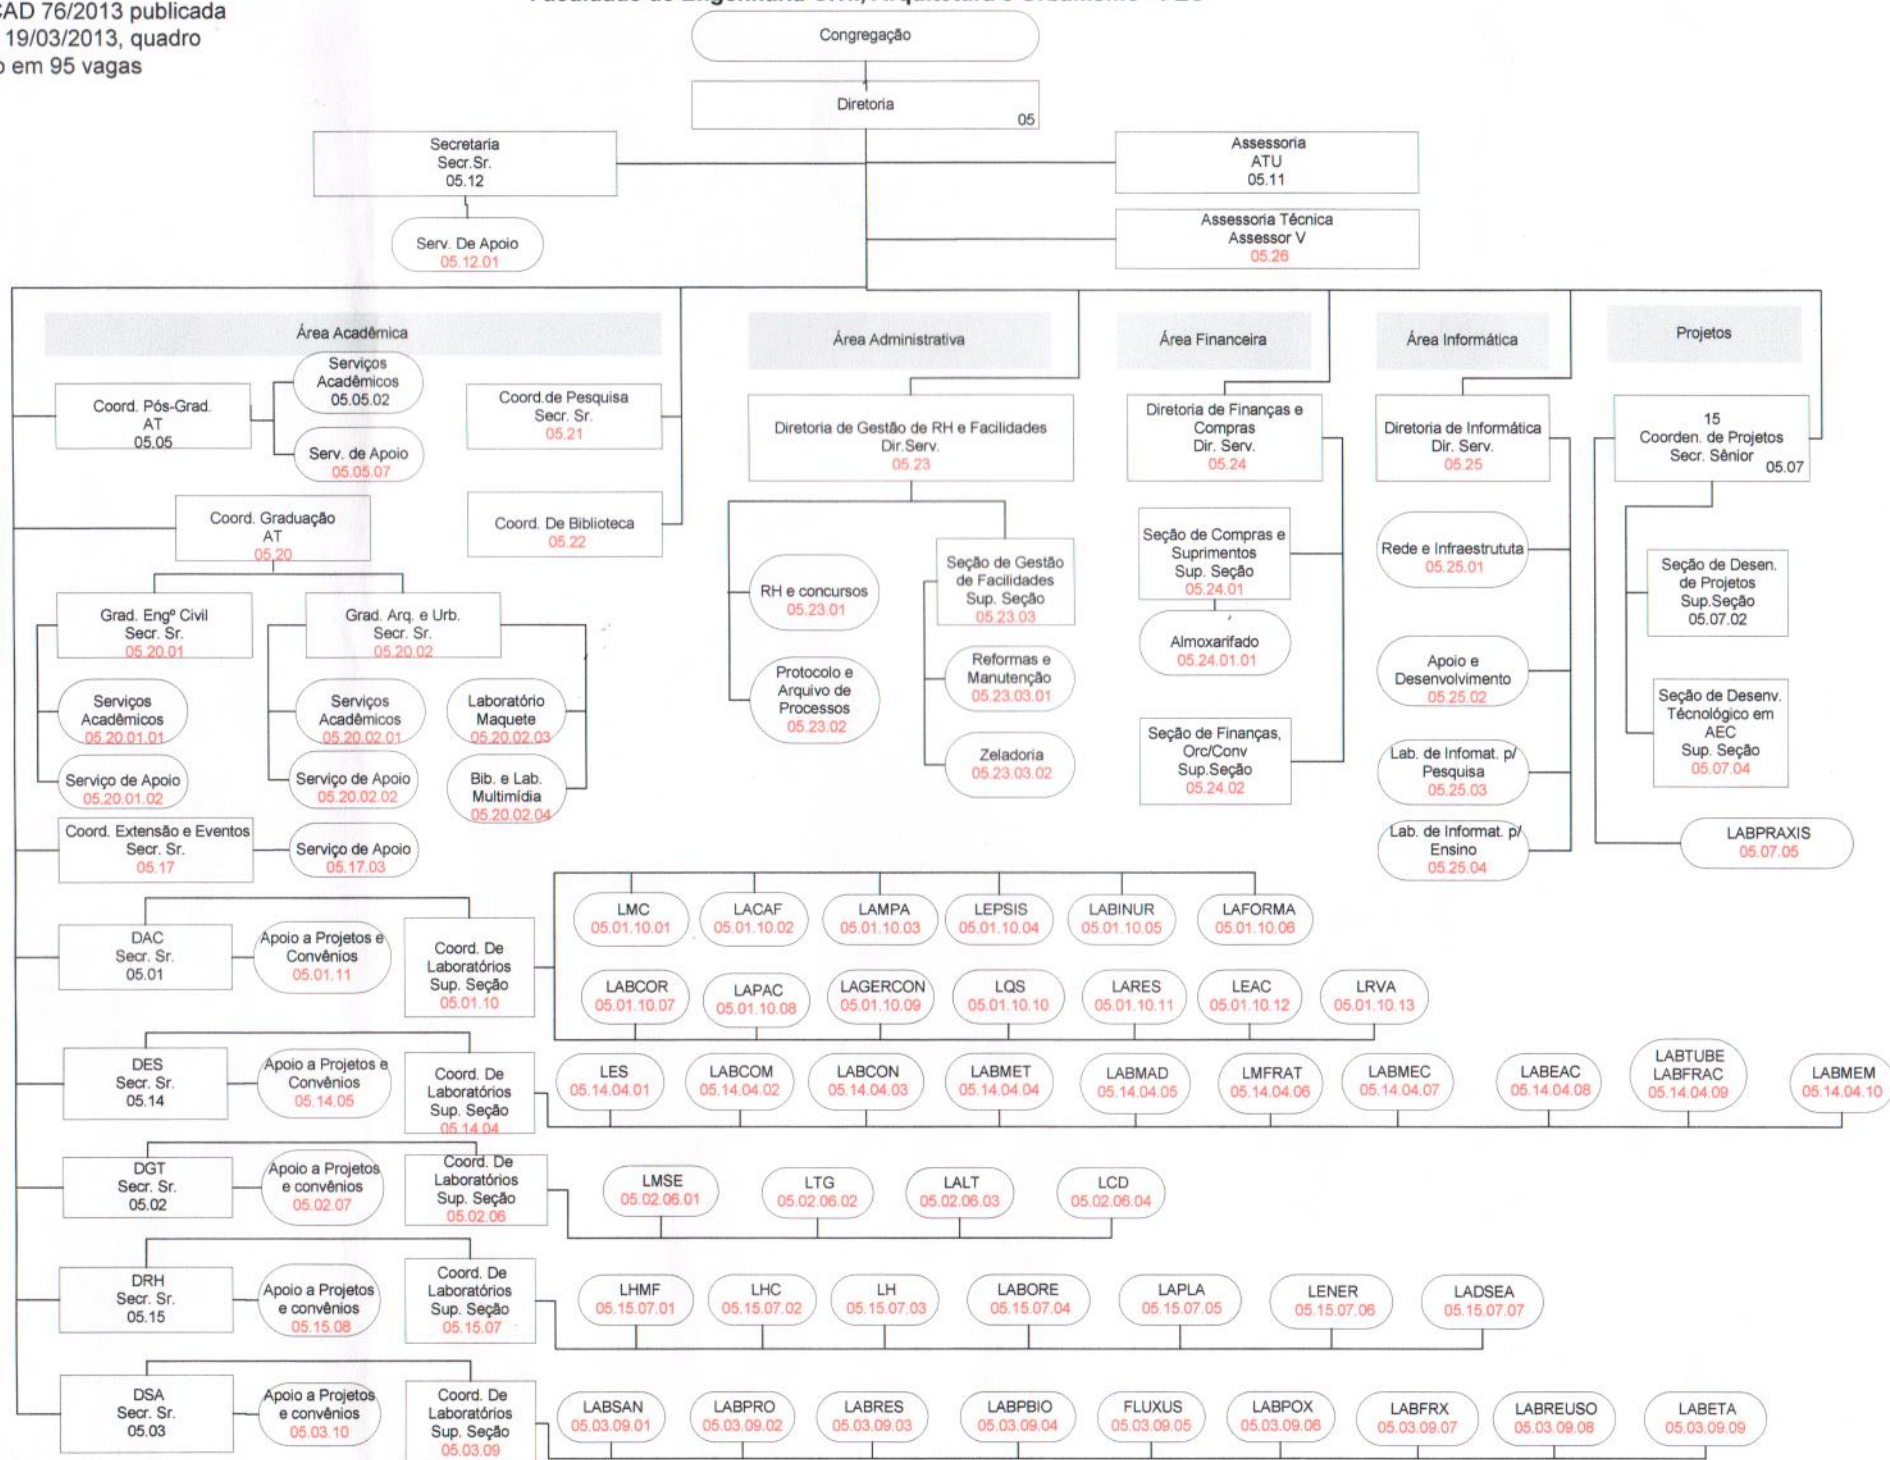 CAD 76/2013 publicada
19/03/2013, quadro
em 95 vagas
Congregação
Diretoria
05
Secretaria
Secr.Sr.
05.12
Assessoria
ATU
05.11
Serv. De Apoio
05.12.01
Assessoria Técnica
Assessor V
05.26
Área Acadêmica
Área Administrativa
Área Financeira
Área Informática
Projetos
Coord. Pós-Grad.
AT
05.05
Serviços
Acadêmicos
05.05.02
Serv. de Apoio
05.05.07
Coord.de Pesquisa
Secr. Sr.
05.21
Coord. De Biblioteca
05.22
Coord. Graduação
AT
05.20
Grad. Engº Civil
Secr. Sr.
05.20.01
Grad. Arq. e Urb.
Secr. Sr.
05.20.02
Serviços
Acadêmicos
05.20.01.01
Serviço de Apoio
05.20.01.02
Serviços
Acadêmicos
05.20.02.01
Serviço de Apoio
05.20.02.02
Laboratório
Maquete
05.20.02.03
Bib. e Lab.
Multimídia
05.20.02.04
Diretoria de Gestão de RH e Facilidades
Dir.Serv.
05.23
RH e concursos
05.23.01
Protocolo e
Arquivo de
Processos
05.23.02
Seção de Gestão
de Facilidades
Sup. Seção
05.23.03
Reformas e
Manutenção
05.23.03.01
Zeladoria
05.23.03.02
Diretoria de Finanças e
Compras
Dir. Serv.
05.24
Seção de Compras e
Suprimentos
Sup. Seção
05.24.01
Almoxarifado
05.24.01.01
Seção de Finanças,
Orc/Conv
Sup.Seção
05.24.02
Diretoria de Informática
Dir. Serv.
05.25
Rede e Infraestrututa
05.25.01
Apoio e
Desenvolvimento
05.25.02
Lab. de Infomat. p/
Pesquisa
05.25.03
Lab. de Informat. p/
Ensino
05.25.04
15
Coorden. de Projetos
Secr. Sênior
05.07
Seção de Desen.
de Projetos
Sup.Seção
05.07.02
Seção de Desenv.
Técnológico em
AEC
Sup. Seção
05.07.04
LABPRAXIS
05.07.05
Coord. Extensão e Eventos
Secr. Sr.
05.17
Serviço de Apoio
05.17.03
DAC
Secr. Sr.
05.01
Apoio a Projetos e
Convênios
05.01.11
Coord. De
Laboratórios
Sup. Seção
05.01.10
LMC
05.01.10.01
LACAF
05.01.10.02
LAMPA
05.01.10.03
LEPSIS
05.01.10.04
LABINUR
05.01.10.05
LAFORMA
05.01.10.06
LABCOR
05.01.10.07
LAPAC
05.01.10.08
LAGERCON
05.01.10.09
LQS
05.01.10.10
LARES
05.01.10.11
LEAC
05.01.10.12
LRVA
05.01.10.13
DES
Secr. Sr.
05.14
Apoio a Projetos e
Convênios
05.14.05
Coord. De
Laboratórios
Sup. Seção
05.14.04
LES
05.14.04.01
LABCOM
05.14.04.02
LABCON
05.14.04.03
LABMET
05.14.04.04
LABMAD
05.14.04.05
LMFRAT
05.14.04.06
LABMEC
05.14.04.07
LABEAC
05.14.04.08
LABTUBE
LABFRAC
05.14.04.09
LABMEM
05.14.04.10
DGT
Secr. Sr.
05.02
Apoio a Projetos
e convênios
05.02.07
Coord. De
Laboratórios
Sup. Seção
05.02.06
LMSE
05.02.06.01
LTG
05.02.06.02
LALT
05.02.06.03
LCD
05.02.06.04
DRH
Secr. Sr.
05.15
Apoio a Projetos
e convênios
05.15.08
Coord. De
Laboratórios
Sup. Seção
05.15.07
LHMF
05.15.07.01
LHC
05.15.07.02
LH
05.15.07.03
LABORE
05.15.07.04
LAPLA
05.15.07.05
LENER
05.15.07.06
LADSEA
05.15.07.07
DSA
Secr. Sr.
05.03
Apoio a Projetos
e convênios
05.03.10
Coord. De
Laboratórios
Sup. Seção
05.03.09
LABSAN
05.03.09.01
LABPRO
05.03.09.02
LABRES
05.03.09.03
LABPBIO
05.03.09.04
FLUXUS
05.03.09.05
LABPOX
05.03.09.06
LABFRX
05.03.09.07
LABREUSO
05.03.09.08
LABETA
05.03.09.09